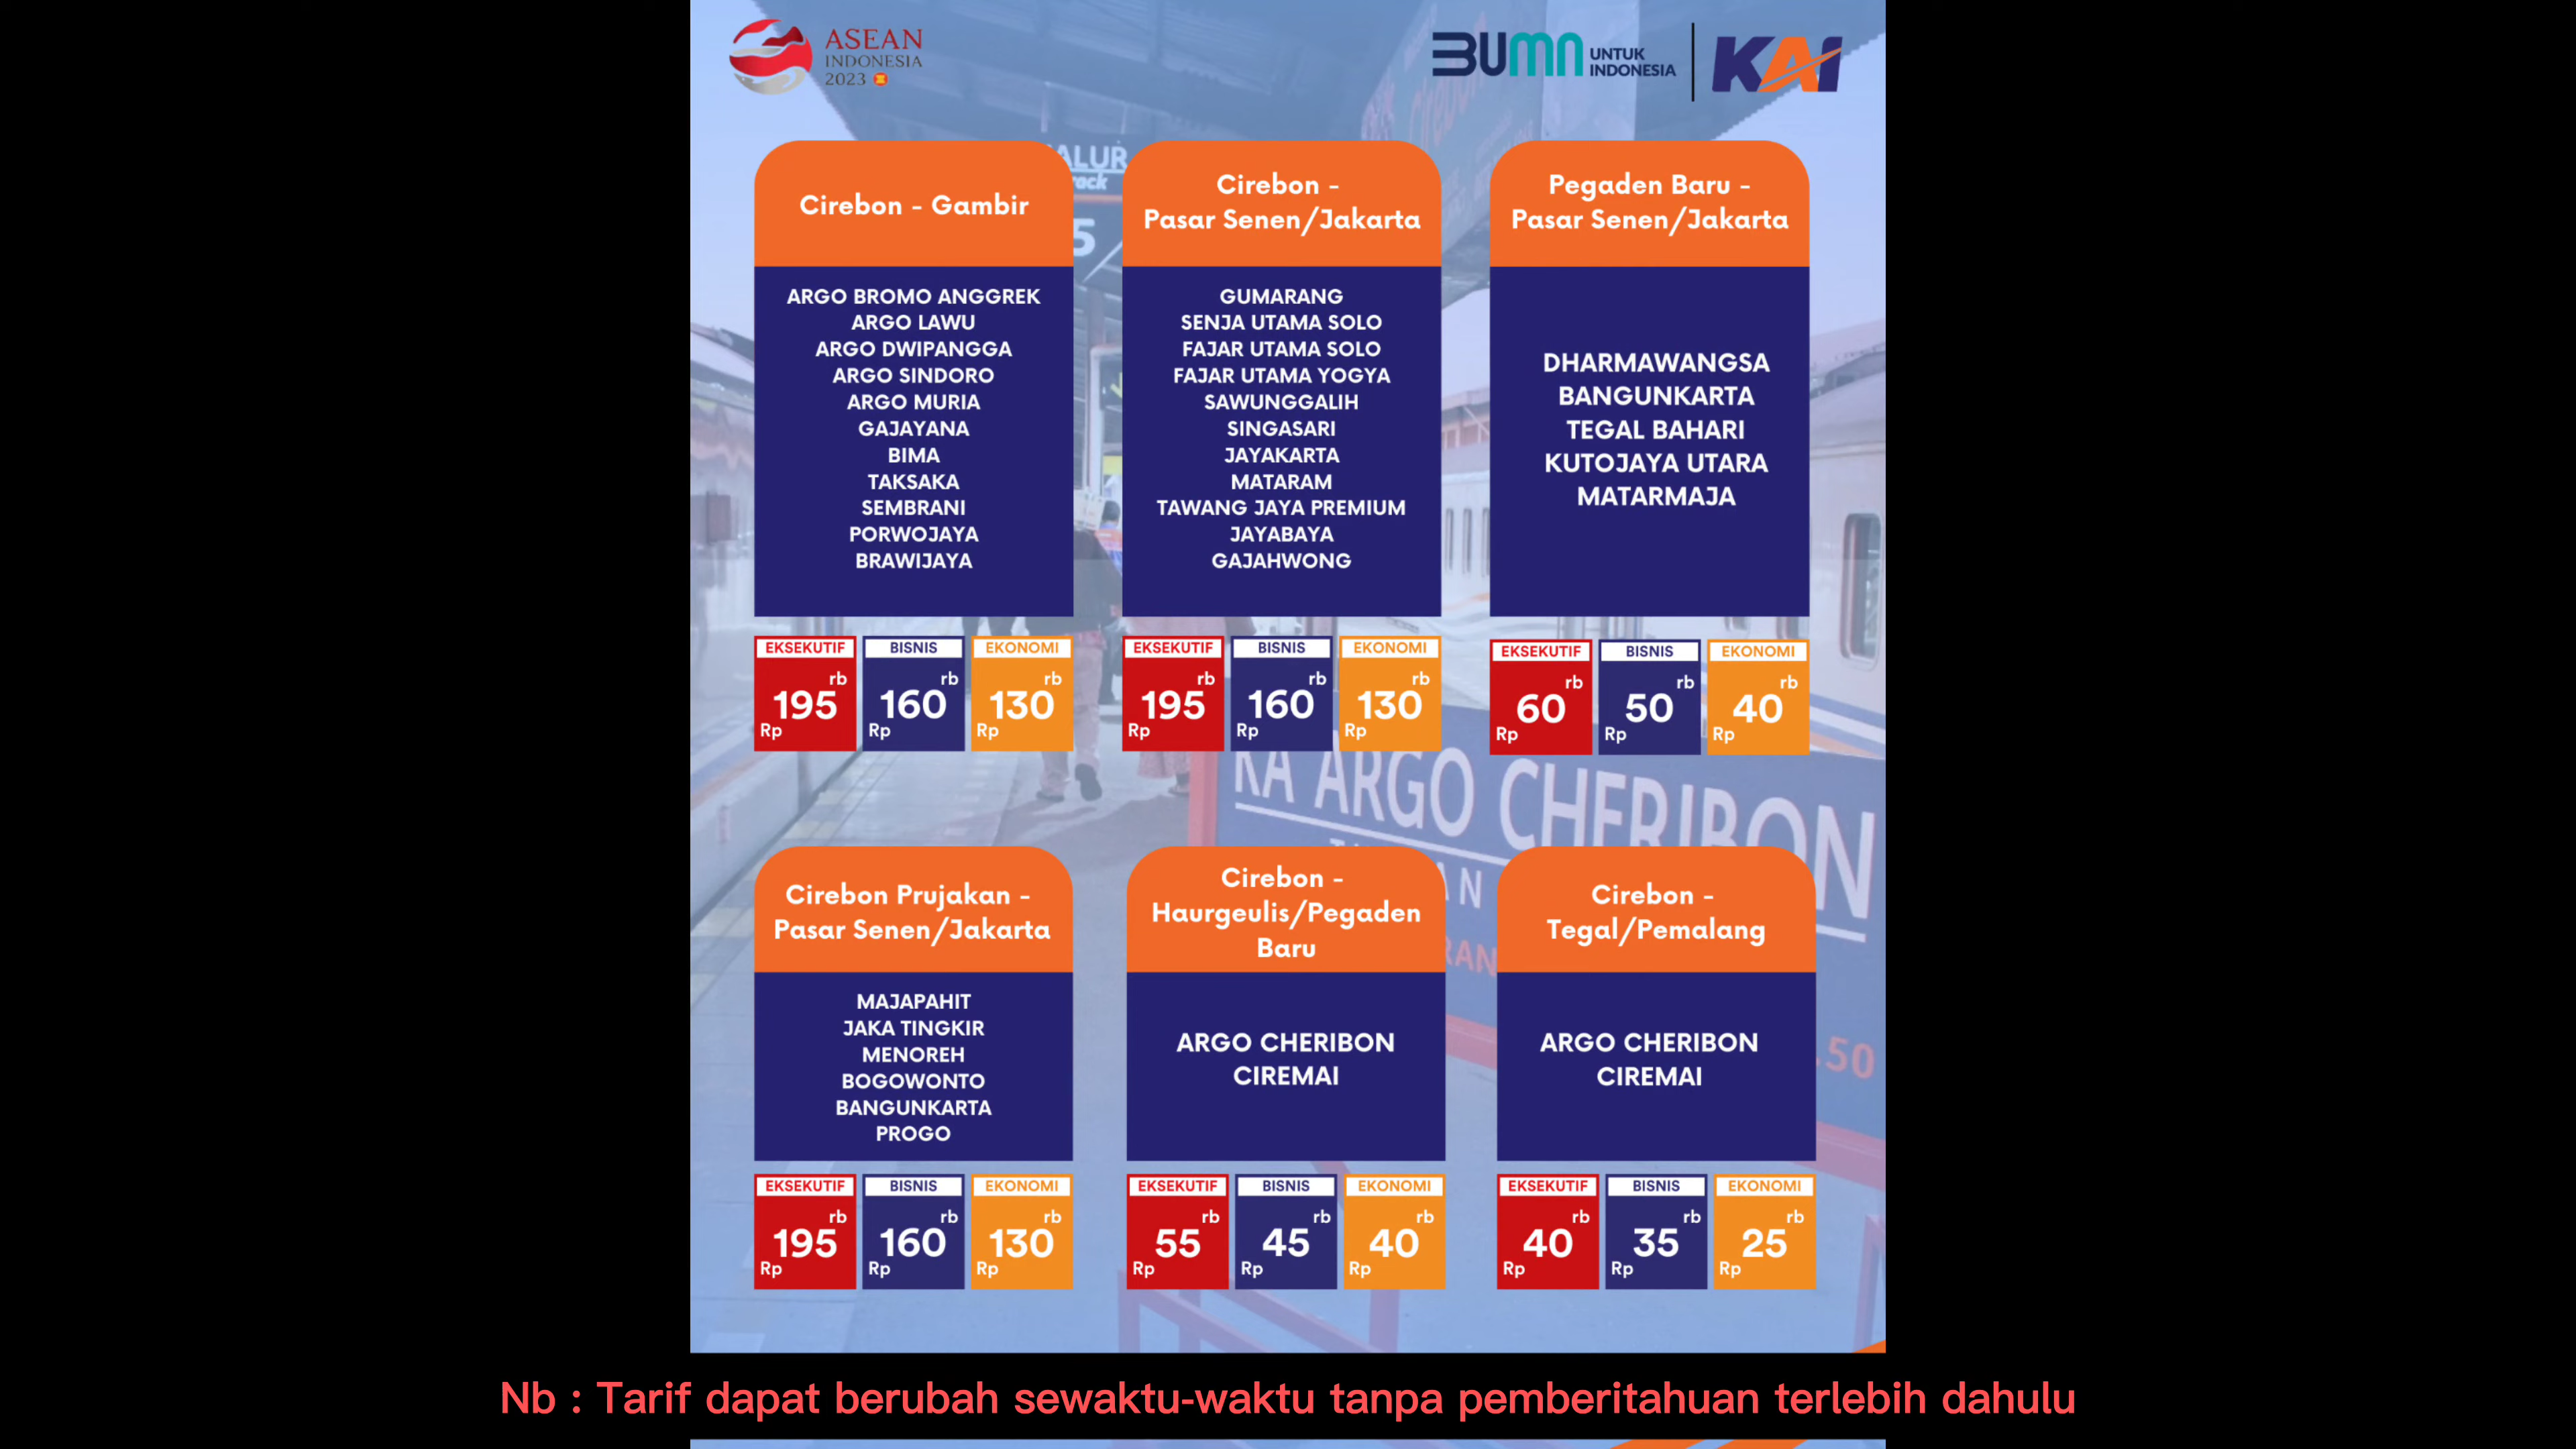 ASEAN
INDONESIA
2023
BUMN UNTUK
INDONESIA
KAI
JALUR
Track
5
Cirebon - Gambir
ARGO BROMO ANGGREK
ARGO LAWU
ARGO DWIPANGGA
ARGO SINDORO
ARGO MURIA
GAJAYANA
BIMA
TAKSAKA
SEMBRANI
PORWOJAYA
BRAWIJAYA
EKSEKUTIF
195 rb
Rp
BISNIS
160 rb
Rp
EKONOMI
130 rb
Rp
Cirebon -
Pasar Senen/Jakarta
GUMARANG
SENJA UTAMA SOLO
FAJAR UTAMA SOLO
FAJAR UTAMA YOGYA
SAWUNGGALIH
SINGASARI
JAYAKARTA
MATARAM
TAWANG JAYA PREMIUM
JAYABAYA
GAJAHWONG
EKSEKUTIF
195 rb
Rp
BISNIS
160 rb
Rp
EKONOMI
130 rb
Rp
Pegaden Baru -
Pasar Senen/Jakarta
DHARMAWANGSA
BANGUNKARTA
TEGAL BAHARI
KUTOJAYA UTARA
MATARMAJA
EKSEKUTIF
60 rb
Rp
BISNIS
50 rb
Rp
EKONOMI
40 rb
Rp
KA ARGO CHERIBON
Cirebon Prujakan -
Pasar Senen/Jakarta
MAJAPAHIT
JAKA TINGKIR
MENOREH
BOGOWONTO
BANGUNKARTA
PROGO
EKSEKUTIF
195 rb
Rp
BISNIS
160 rb
Rp
EKONOMI
130 rb
Rp
Cirebon -
Haurgeulis/Pegaden
Baru
ARGO CHERIBON
CIREMAI
EKSEKUTIF
55 rb
Rp
BISNIS
45 rb
Rp
EKONOMI
40 rb
Rp
Cirebon -
Tegal/Pemalang
ARGO CHERIBON
CIREMAI
EKSEKUTIF
40 rb
Rp
BISNIS
35 rb
Rp
EKONOMI
25 rb
Rp
.50
Nb : Tarif dapat berubah sewaktu-waktu tanpa pemberitahuan terlebih dahulu